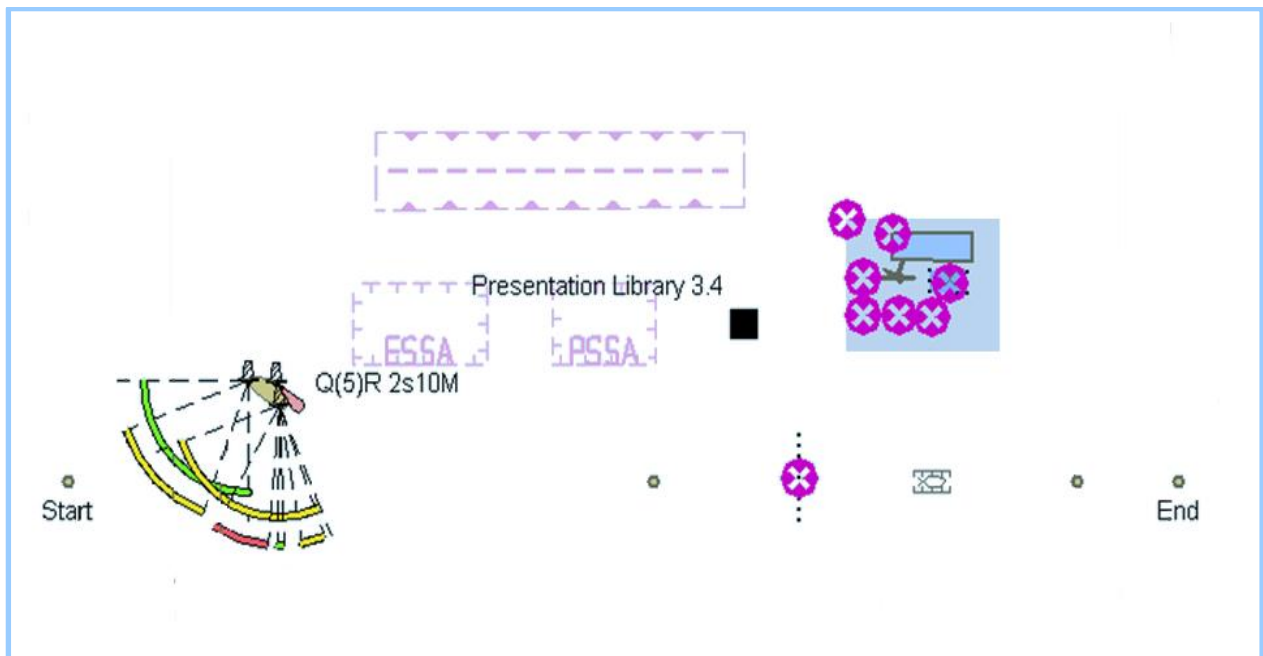 Presentation Library 3.4
ESSA
PSSA
Q(5)R 2s10M
Start
End